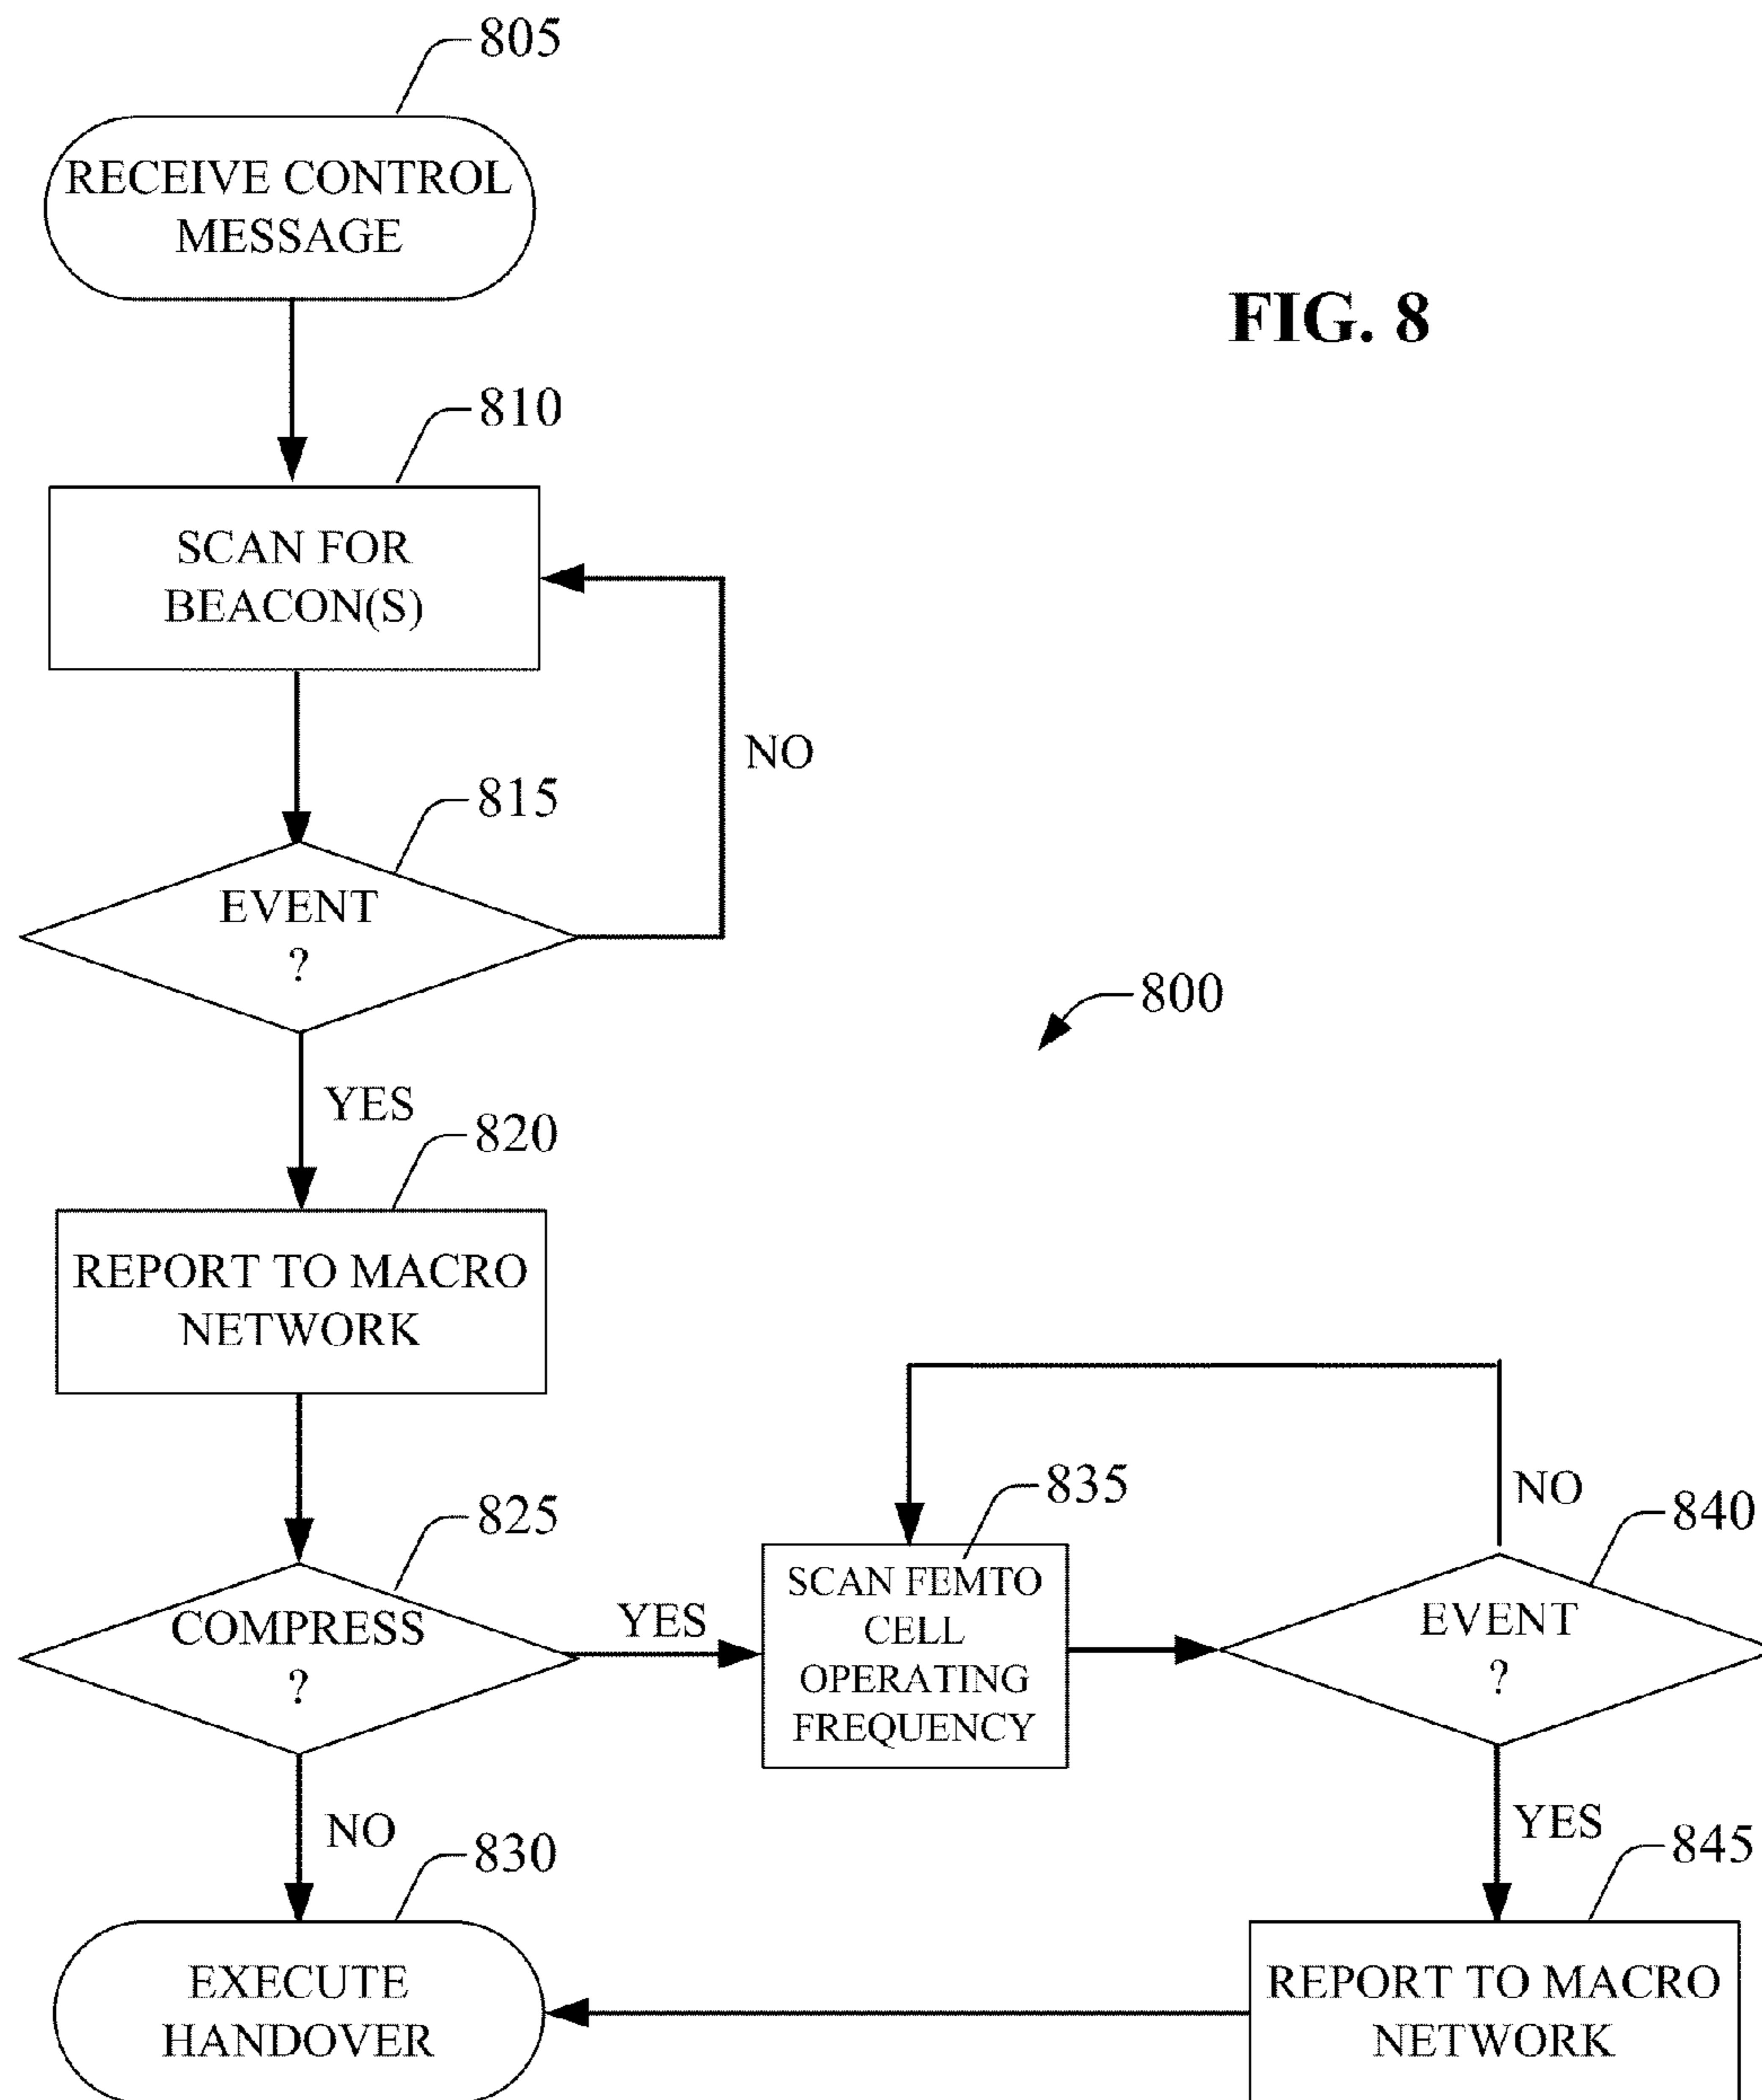 805
RECEIVE CONTROL
MESSAGE
FIG. 8
810
SCAN FOR
BEACON(S)
NO
815
EVENT
?
800
YES
820
REPORT TO MACRO
NETWORK
825
COMPRESS
?
YES
835
SCAN FEMTO
CELL
OPERATING
FREQUENCY
NO
840
EVENT
?
NO
830
EXECUTE
HANDOVER
YES
845
REPORT TO MACRO
NETWORK